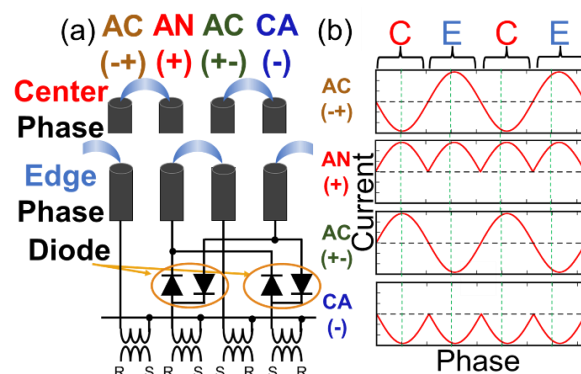 (a) AC AN AC CA
(-+) (+) (+-) (-)
Center
Phase
Edge
Phase
Diode
R S R S R S S R
(b) C E C E
AC
(-+)
AN
(+)
AC
(+-)
CA
(-)
Current
Phase